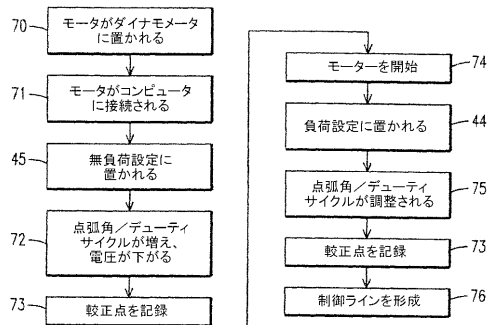 70
モータがダイナモメータ
に置かれる
71
モータがコンピュータ
に接続される
45
無負荷設定に
置かれる
72
点弧角／デューティ
サイクルが増え、
電圧が下がる
73
較正点を記録
モーターを開始
74
負荷設定に置かれる
44
点弧角／デューティ
サイクルが調整される
75
較正点を記録
73
制御ラインを形成
76